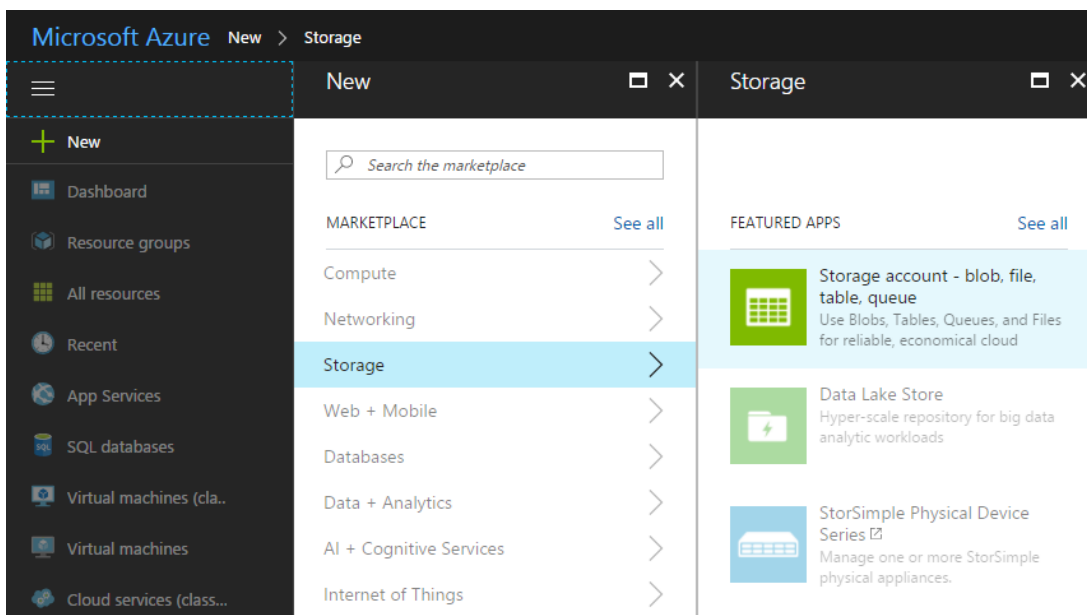 Microsoft Azure New > Storage
New
Storage
New
Dashboard
Resource groups
All resources
Recent
App Services
SQL databases
Virtual machines (cla..
Virtual machines
Cloud services (class...
Search the marketplace
MARKETPLACE See all
Compute
Networking
Storage
Web + Mobile
Databases
Data + Analytics
AI + Cognitive Services
Internet of Things
FEATURED APPS See all
Storage account - blob, file,
table, queue
Use Blobs, Tables, Queues, and Files
for reliable, economical cloud
Data Lake Store
Hyper-scale repository for big data
analytic workloads
StorSimple Physical Device
Series
Manage one or more StorSimple
physical appliances.
SQL